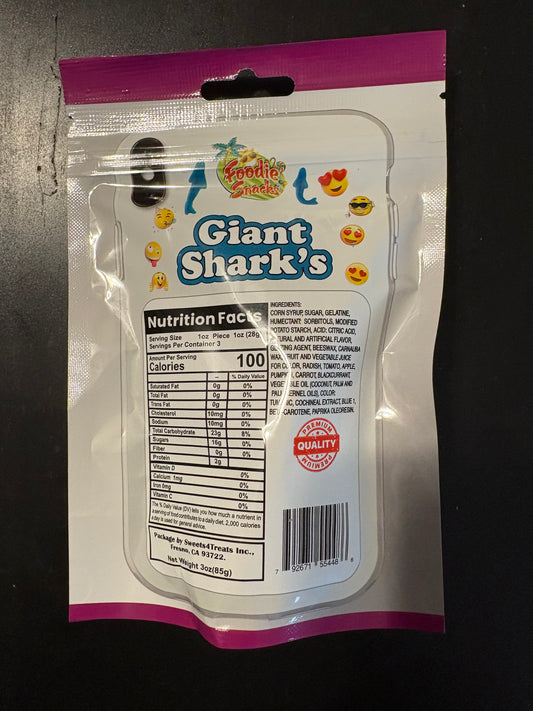 Foodie
Snacks
Giant
Shark's
Nutrition Facts
Serving Size 1oz Piece 1oz (28g)
Servings Per Container 3
Amount Per Serving
Calories 100
-- % Daily Value
Saturated Fat 0g 0%
Total Fat 0g 0%
Trans Fat 0g 0%
Cholesterol 10mg 0%
Sodium 10mg 0%
Total Carbohydrate 23g 8%
Sugars 16g 0%
Fiber 0g 0%
Protein 2g
Vitamin D 0%
Calcium 1mg 0%
Iron 0mg 0%
Vitamin C 0%
The % Daily Value (DV) tells you how much a nutrient in
a serving of food contributes to a daily diet. 2,000 calories
a day is used for general advice.
Package by Sweets4Treats Inc.,
Fresno, CA 93722.
Net Weight 3oz(85g)
INGREDIENTS:
CORN SYRUP, SUGAR, GELATINE,
HUMECTANT: SORBITOLS, MODIFIED
POTATO STARCH, ACID: CITRIC ACID,
NATURAL AND ARTIFICIAL FLAVOR,
GLAZING AGENT, BEESWAX, CARNAUBA
WAX, FRUIT AND VEGETABLE JUICE
FOR COLOR, RADISH, TOMATO, APPLE,
PUMPKIN, CARROT, BLACKCURRANT,
VEGETABLE OIL (COCONUT, PALM AND
PALM KERNEL OILS), COLOR:
TUMERIC, COCHINEAL EXTRACT, BLUE 1,
BETA-CAROTENE, PAPRIKA OLEORESIN.
PREMIUM
QUALITY
PREMIUM
7 92671 55448 8